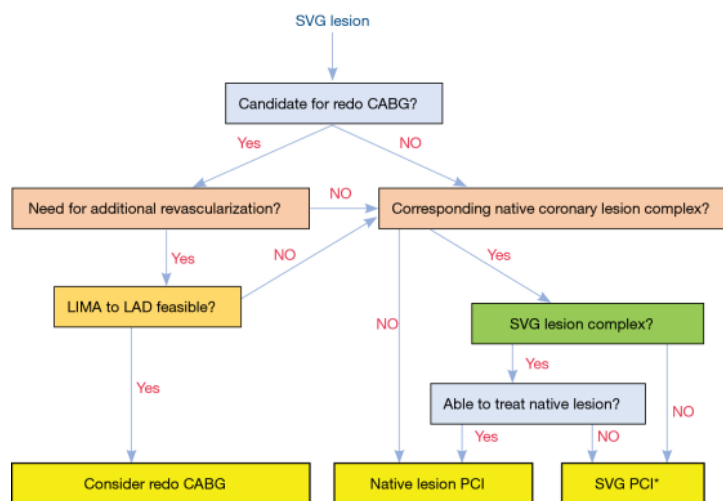 SVG lesion
Candidate for redo CABG?
Yes
NO
Need for additional revascularization?
NO
Corresponding native coronary lesion complex?
Yes
NO
Yes
LIMA to LAD feasible?
SVG lesion complex?
NO
Yes
Yes
Able to treat native lesion?
NO
Yes
NO
Consider redo CABG
Native lesion PCI
SVG PCI*